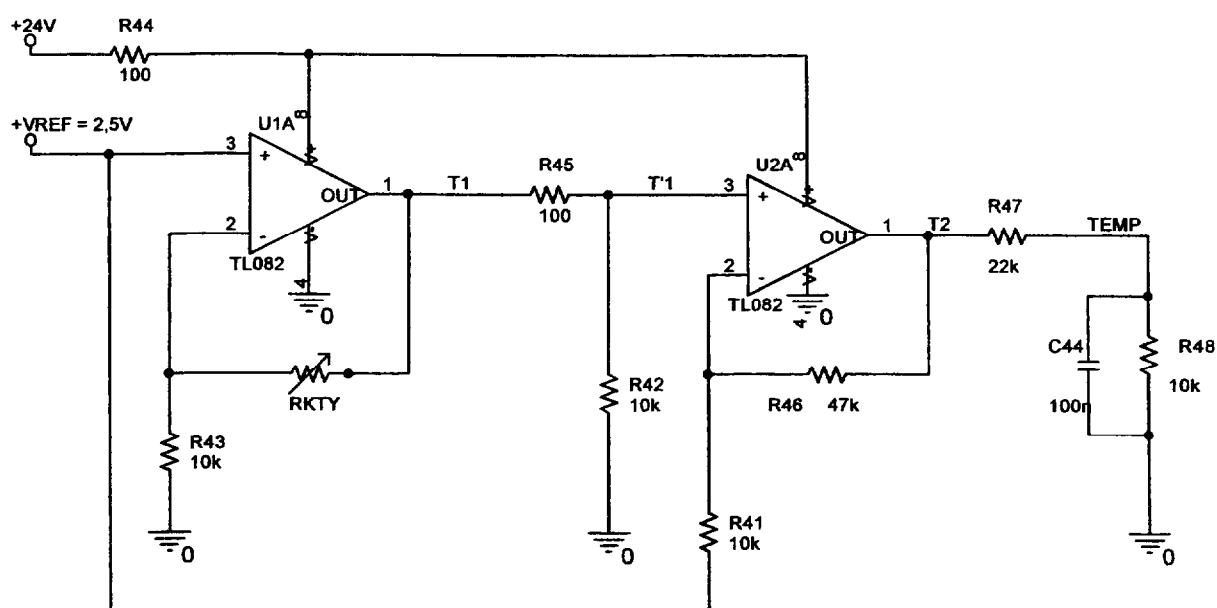 +24V
R44
100
+VREF = 2,5V
U1A
8
3
+
OUT
1
2
-
TL082
4
0
T1
R45
100
T'1
U2A
8
3
+
OUT
1
2
-
TL082
4
0
T2
R47
22k
TEMP
RKTY
R43
10k
0
R42
10k
0
R46
47k
R41
10k
C44
100n
R48
10k
0